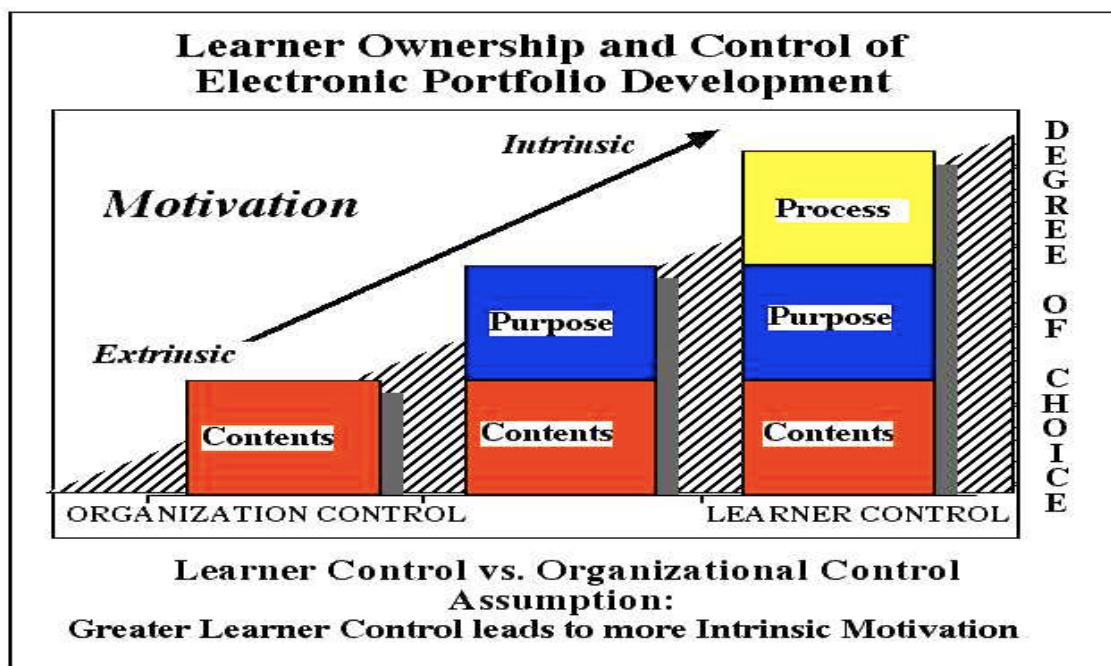 Learner Ownership and Control of
Electronic Portfolio Development
Intrinsic
Motivation
Extrinsic
Process
Purpose
Purpose
Contents
Contents
Contents
DEGREE OF CHOICE
ORGANIZATION CONTROL
LEARNER CONTROL
Learner Control vs. Organizational Control
Assumption:
Greater Learner Control leads to more Intrinsic Motivation